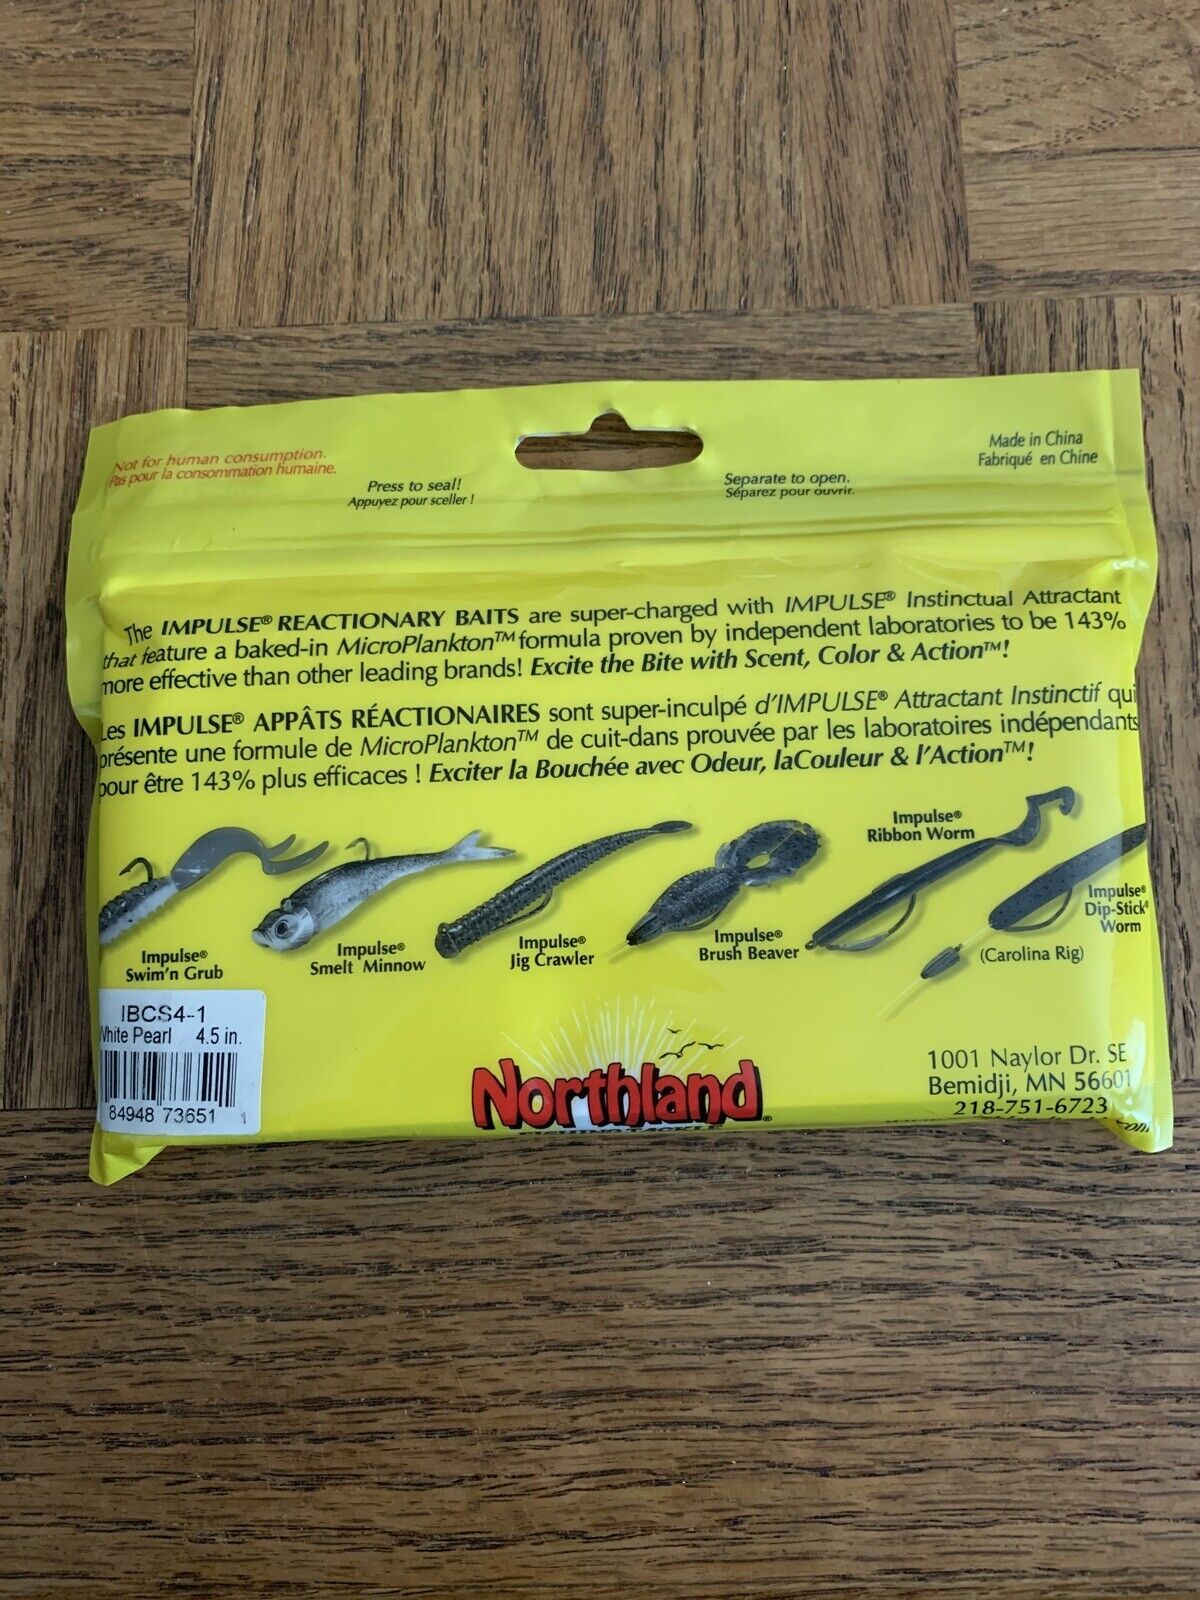 Not for human consumption.
Pas pour la consommation humaine.
Press to seal!
Appuyez pour sceller !
Separate to open.
Séparez pour ouvrir.
Made in China
Fabriqué en Chine
The IMPULSE® REACTIONARY BAITS are super-charged with IMPULSE® Instinctual Attractant
that feature a baked-in MicroPlankton™ formula proven by independent laboratories to be 143%
more effective than other leading brands! Excite the Bite with Scent, Color & Action™!
Les IMPULSE® APPÂTS RÉACTIONAIRES sont super-inculpé d'IMPULSE® Attractant Instinctif qui
présente une formule de MicroPlankton™ de cuit-dans prouvée par les laboratoires indépendants
pour être 143% plus efficaces ! Exciter la Bouchée avec Odeur, laCouleur & l'Action™!
Impulse®
Swim'n Grub
Impulse®
Smelt Minnow
Impulse®
Jig Crawler
Impulse®
Brush Beaver
Impulse®
Ribbon Worm
Impulse®
Dip-Stick®
Worm
(Carolina Rig)
IBCS4-1
White Pearl 4.5 in.
84948 73651 1
Northland®
FISHING TACKLE
1001 Naylor Dr. SE
Bemidji, MN 56601
218-751-6723